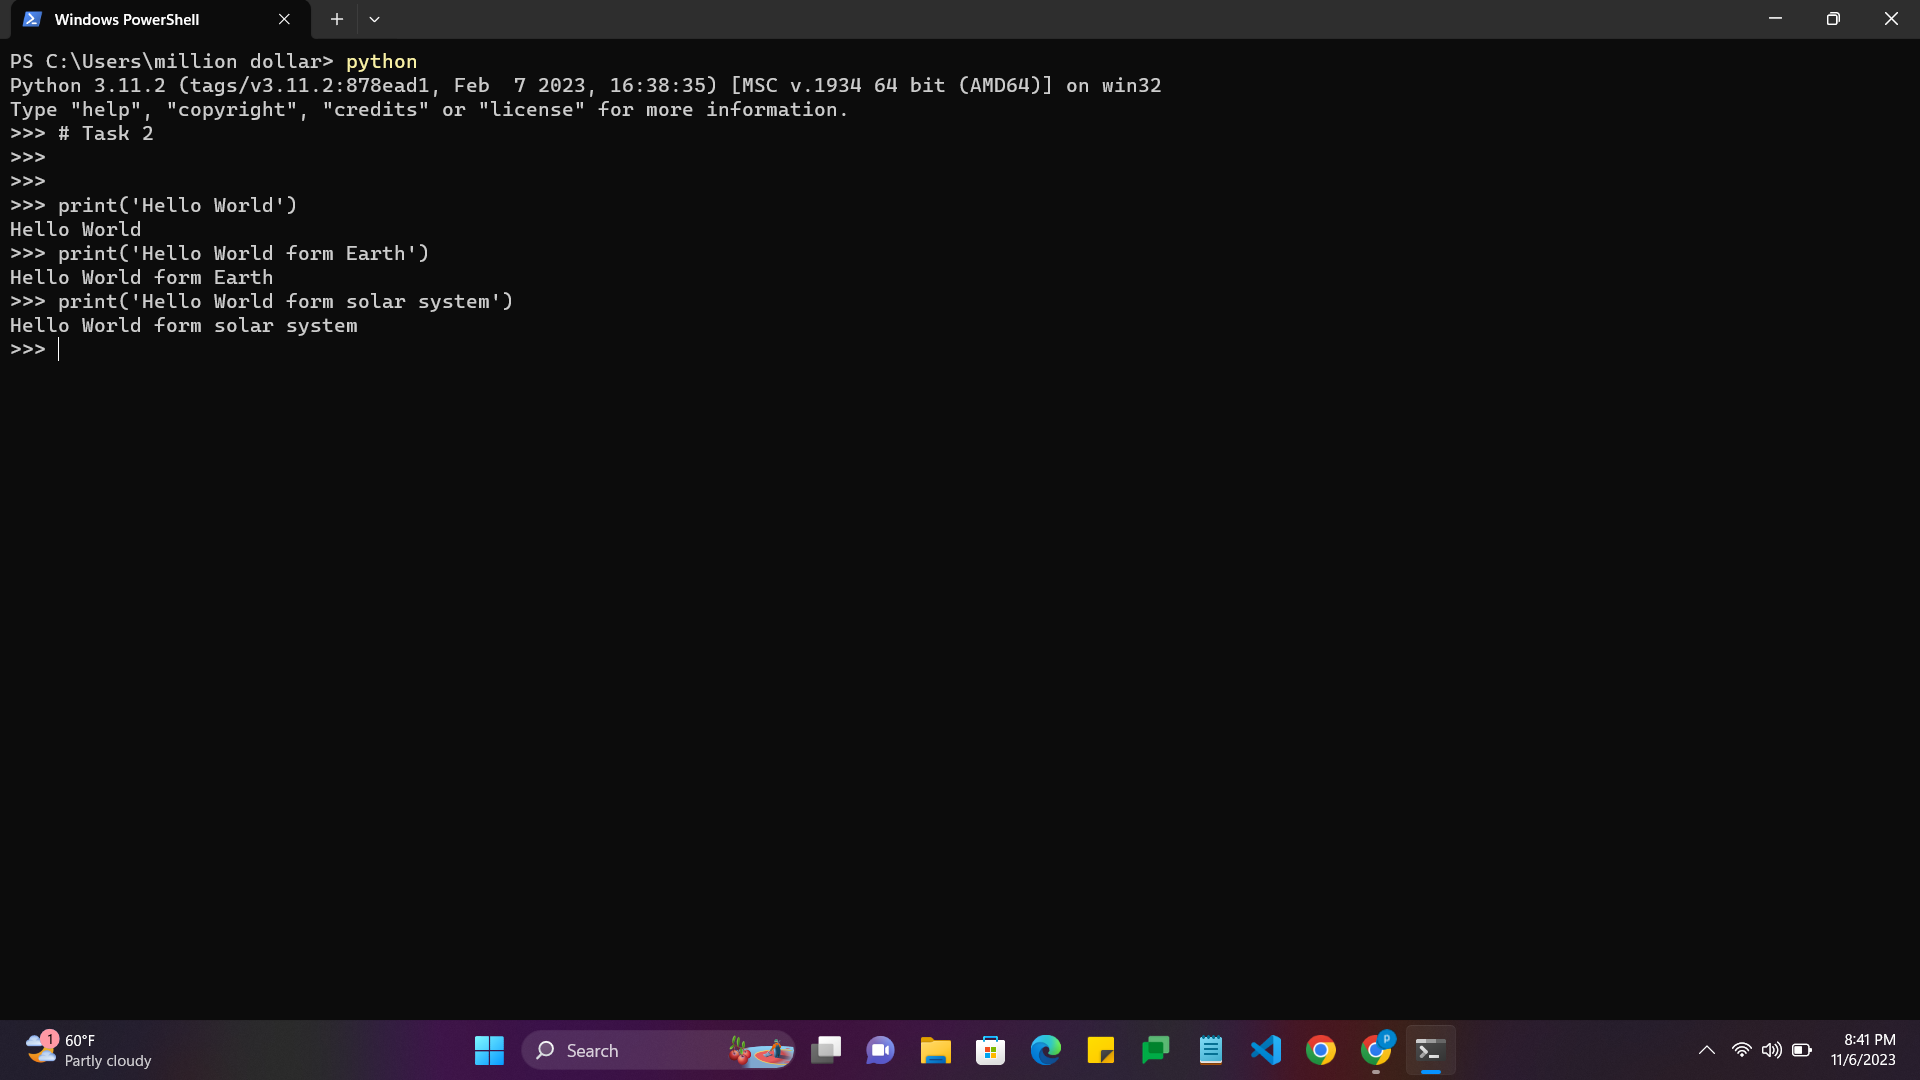 Windows PowerShell
PS C:\Users\million dollar> python
Python 3.11.2 (tags/v3.11.2:878ead1, Feb  7 2023, 16:38:35) [MSC v.1934 64 bit (AMD64)] on win32
Type "help", "copyright", "credits" or "license" for more information.
>>> # Task 2
>>>
>>>
>>> print('Hello World')
Hello World
>>> print('Hello World form Earth')
Hello World form Earth
>>> print('Hello World form solar system')
Hello World form solar system
>>>
1
60°F
Partly cloudy
Search
P
8:41 PM
11/6/2023